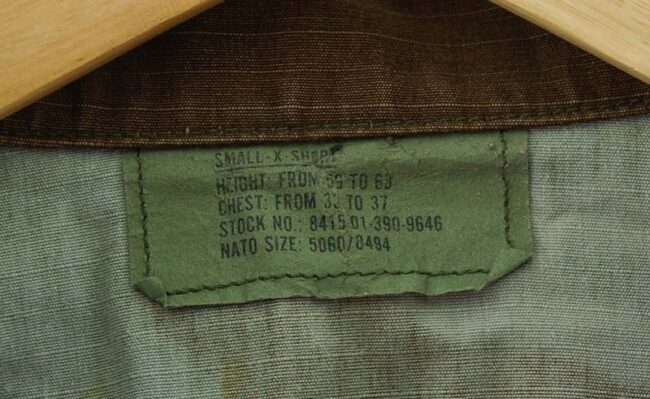 SMALL-X-SHORT
HEIGHT: FROM 59 TO 63
CHEST: FROM 33 TO 37
STOCK NO.: 8415-01-390-9646
NATO SIZE: 5060/8494